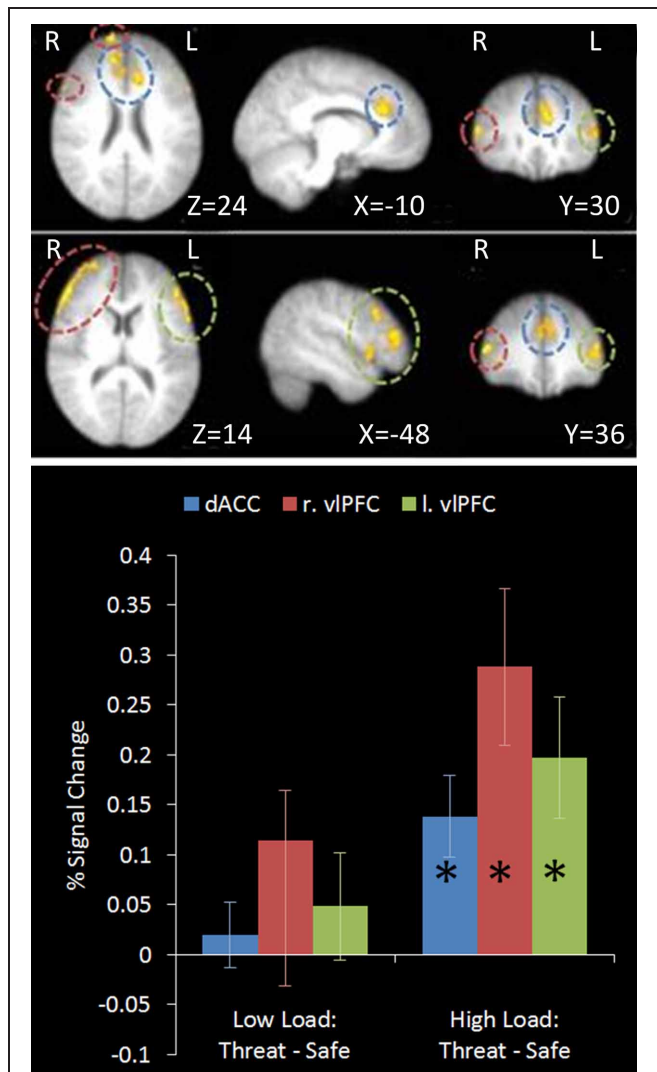 R L R L
Z=24 X=-10 Y=30
R L R L
Z=14 X=-48 Y=36
dACC r. vlPFC l. vlPFC
0.4
0.35
0.3
0.25
0.2
0.15
0.1
0.05
0
-0.05
-0.1
% Signal Change
* * *
Low Load: High Load:
Threat - Safe Threat - Safe